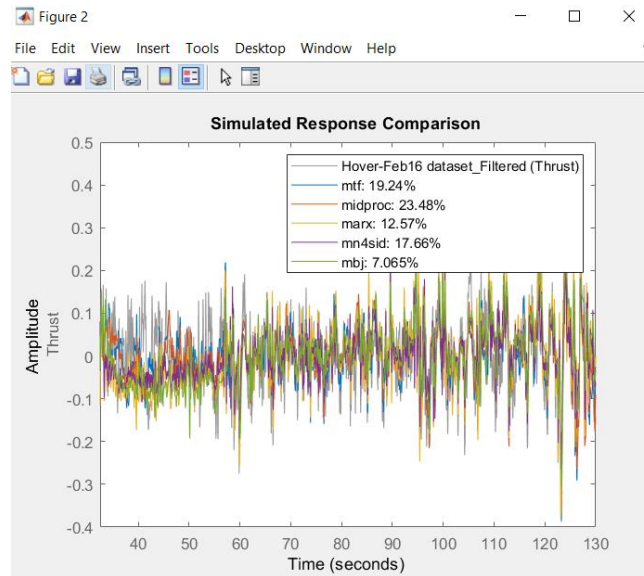 Figure 2
File Edit View Insert Tools Desktop Window Help
Simulated Response Comparison
Hover-Feb16 dataset_Filtered (Thrust)
mtf: 19.24%
midproc: 23.48%
marx: 12.57%
mn4sid: 17.66%
mbj: 7.065%
0.5
0.4
0.3
0.2
0.1
0
-0.1
-0.2
-0.3
-0.4
Amplitude
Thrust
40 50 60 70 80 90 100 110 120 130
Time (seconds)